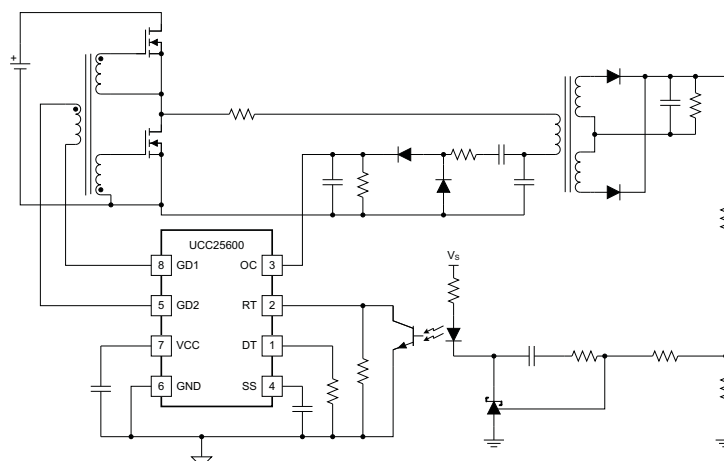 +
UCC25600
8 GD1
OC 3
5 GD2
RT 2
7 VCC
DT 1
6 GND
SS 4
VS